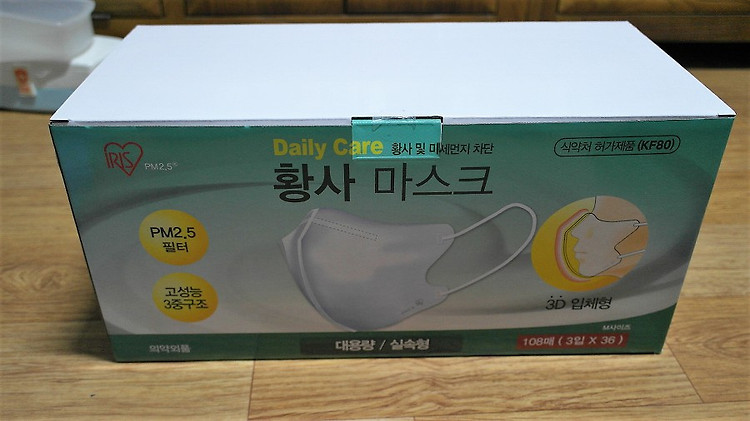 IRIS
PM2.5®
Daily Care 황사 및 미세먼지 차단
황사 마스크
식약처 허가제품 (KF80)
PM2.5
필터
고성능
3중구조
3D 입체형
M사이즈
의약외품
대용량 / 실속형
108매 ( 3입 X 36 )